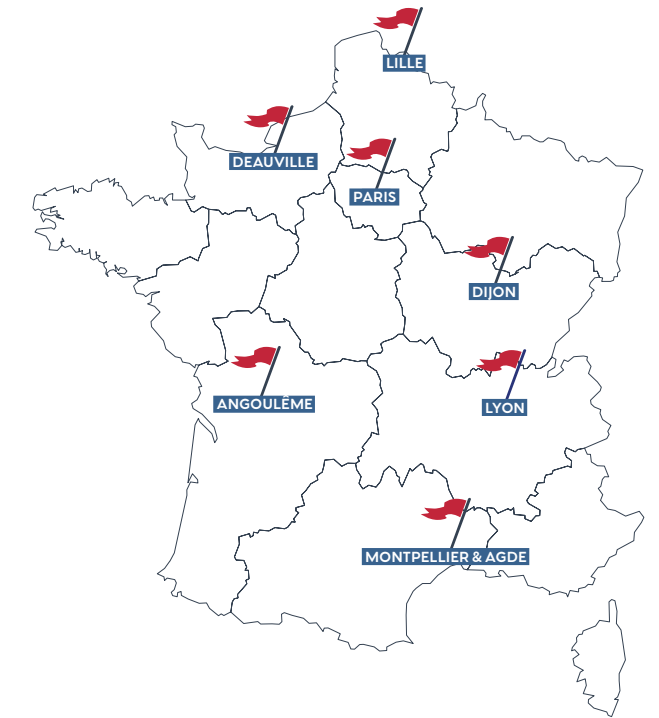 LILLE
DEAUVILLE
PARIS
DIJON
ANGOULÊME
LYON
MONTPELLIER & AGDE